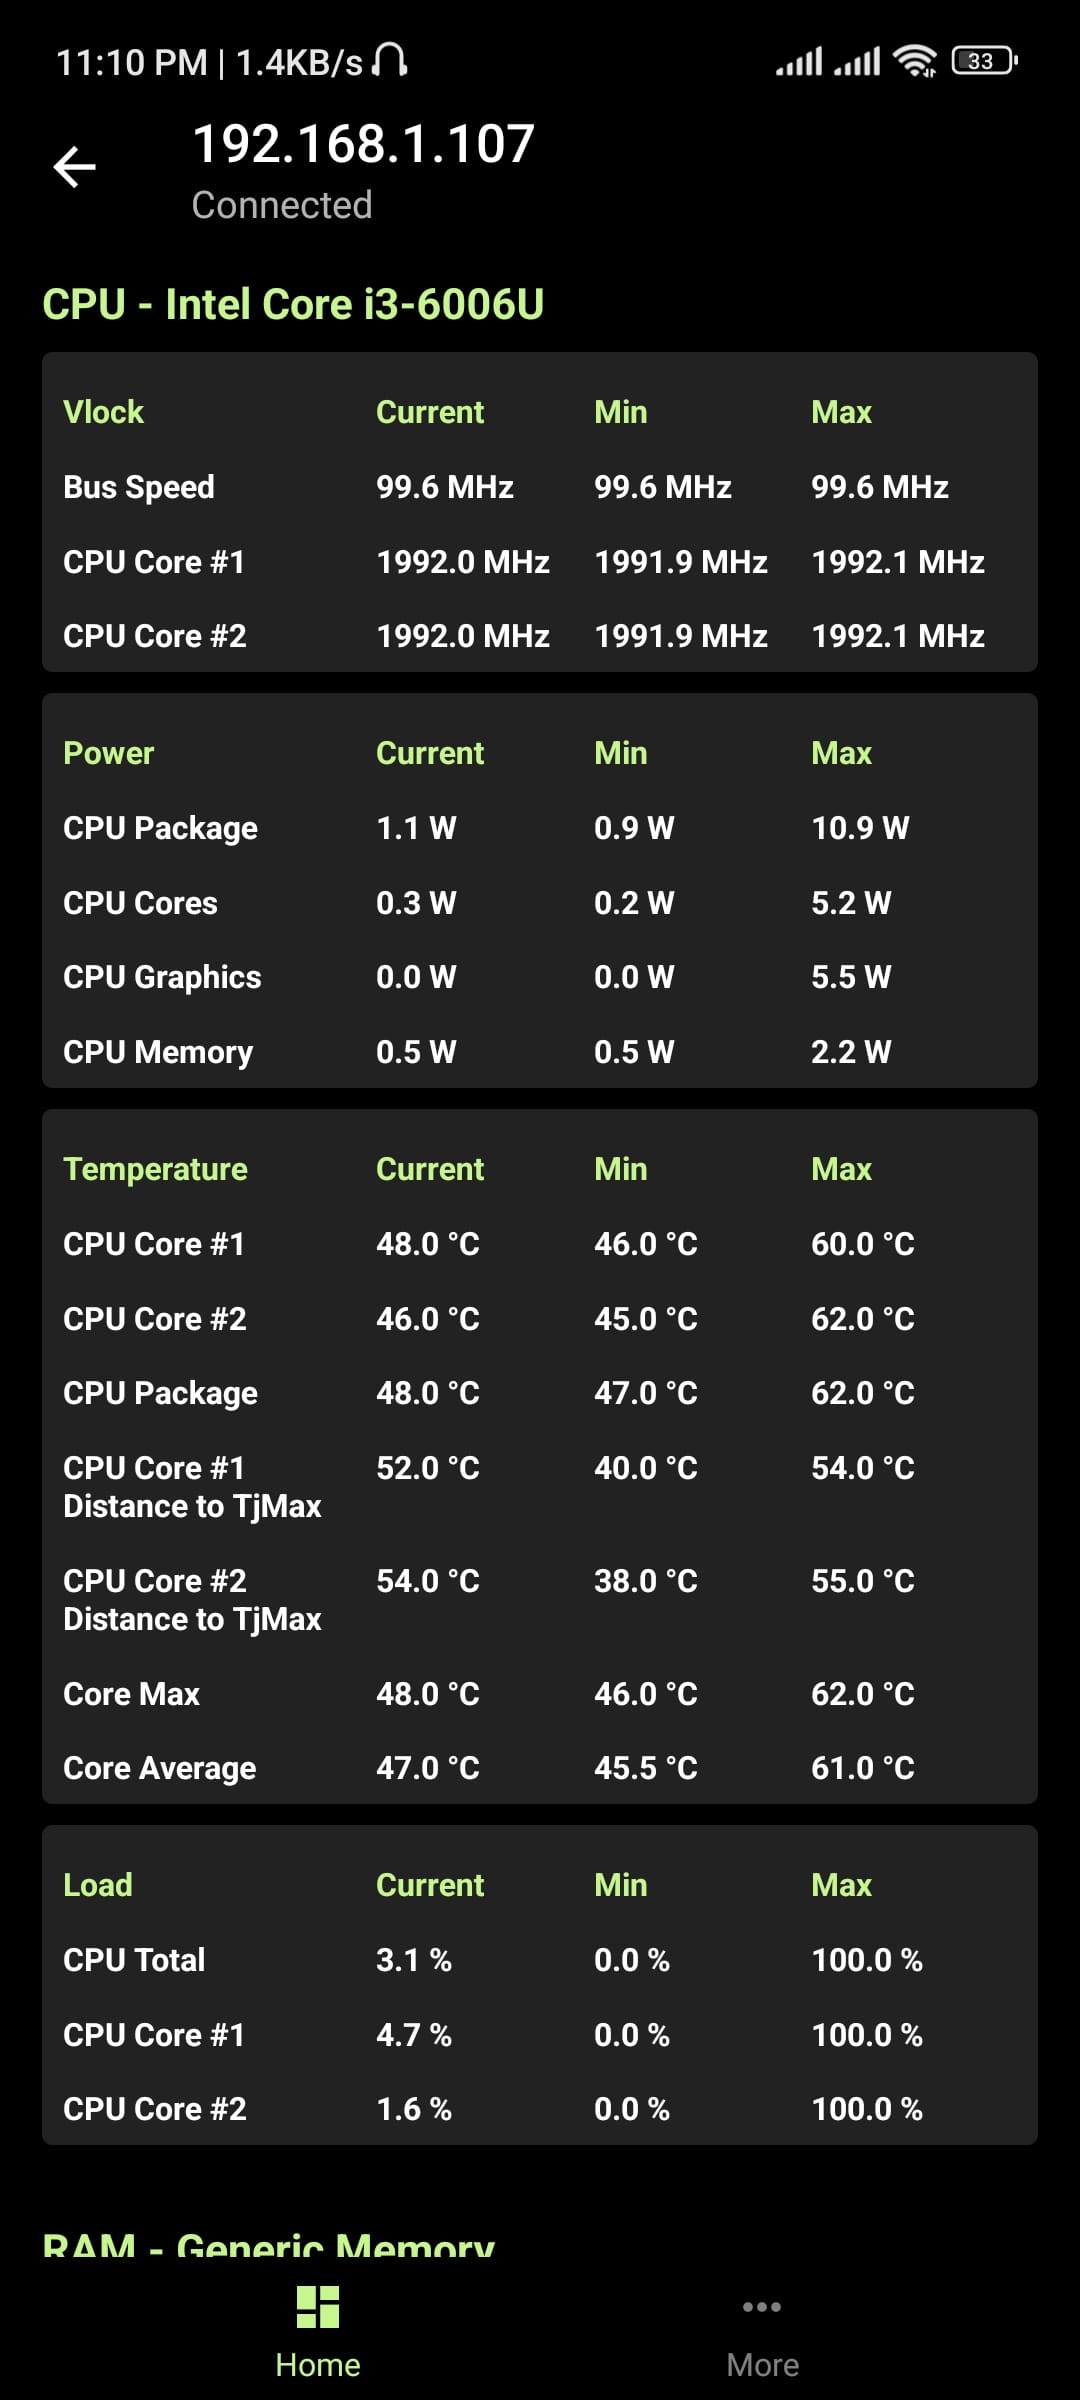 11:10 PM | 1.4KB/s
33
192.168.1.107
Connected
CPU - Intel Core i3-6006U
Vlock Current Min Max
Bus Speed 99.6 MHz 99.6 MHz 99.6 MHz
CPU Core #1 1992.0 MHz 1991.9 MHz 1992.1 MHz
CPU Core #2 1992.0 MHz 1991.9 MHz 1992.1 MHz
Power Current Min Max
CPU Package 1.1 W 0.9 W 10.9 W
CPU Cores 0.3 W 0.2 W 5.2 W
CPU Graphics 0.0 W 0.0 W 5.5 W
CPU Memory 0.5 W 0.5 W 2.2 W
Temperature Current Min Max
CPU Core #1 48.0 °C 46.0 °C 60.0 °C
CPU Core #2 46.0 °C 45.0 °C 62.0 °C
CPU Package 48.0 °C 47.0 °C 62.0 °C
CPU Core #1 52.0 °C 40.0 °C 54.0 °C
Distance to TjMax
CPU Core #2 54.0 °C 38.0 °C 55.0 °C
Distance to TjMax
Core Max 48.0 °C 46.0 °C 62.0 °C
Core Average 47.0 °C 45.5 °C 61.0 °C
Load Current Min Max
CPU Total 3.1 % 0.0 % 100.0 %
CPU Core #1 4.7 % 0.0 % 100.0 %
CPU Core #2 1.6 % 0.0 % 100.0 %
RAM - Generic Memory
Home More